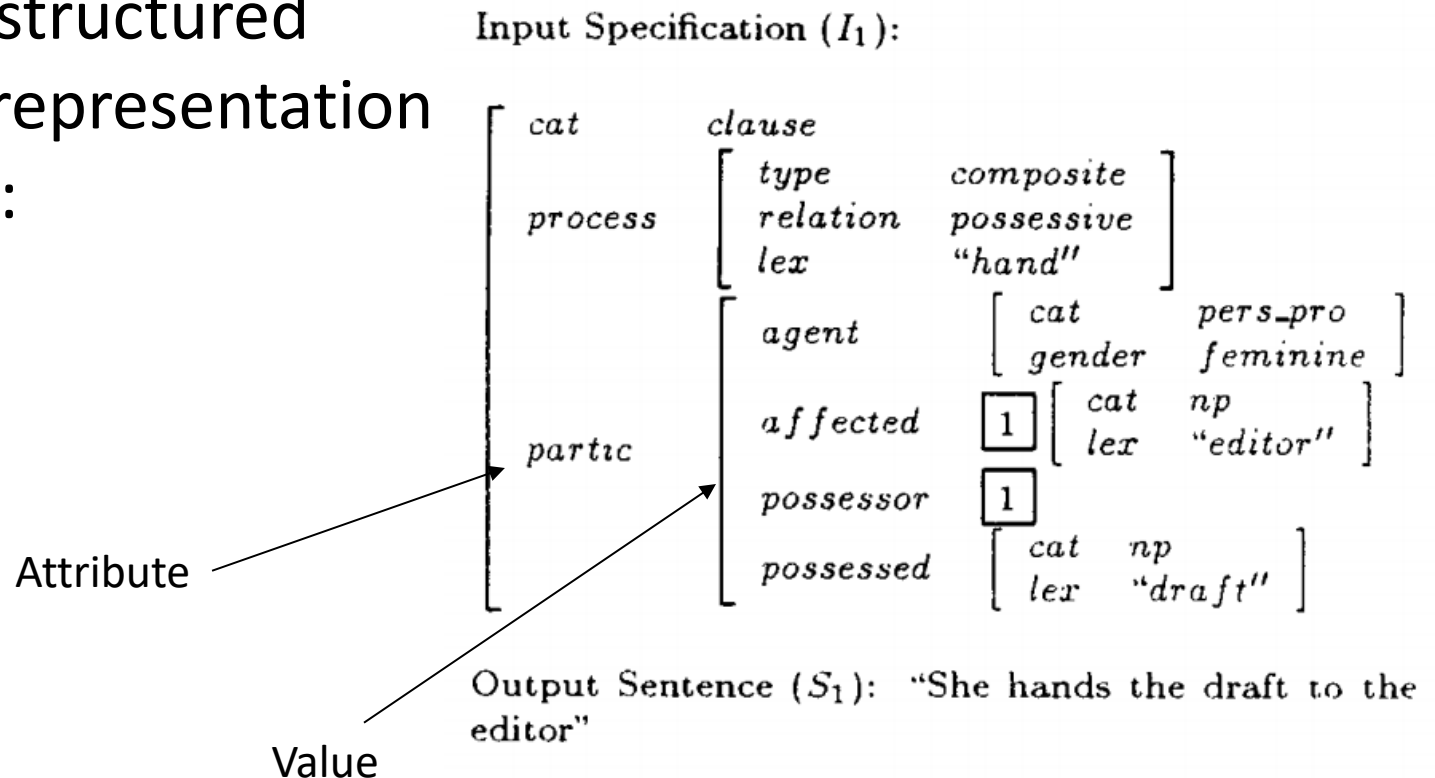 structured
representation
:
Input Specification (I₁):
cat clause
process
type composite
relation possessive
lex “hand”
partic
agent
cat pers_pro
gender feminine
affected 1
cat np
lex “editor”
possessor 1
possessed
cat np
lex “draft”
Attribute
Value
Output Sentence (S₁): “She hands the draft to the
editor”